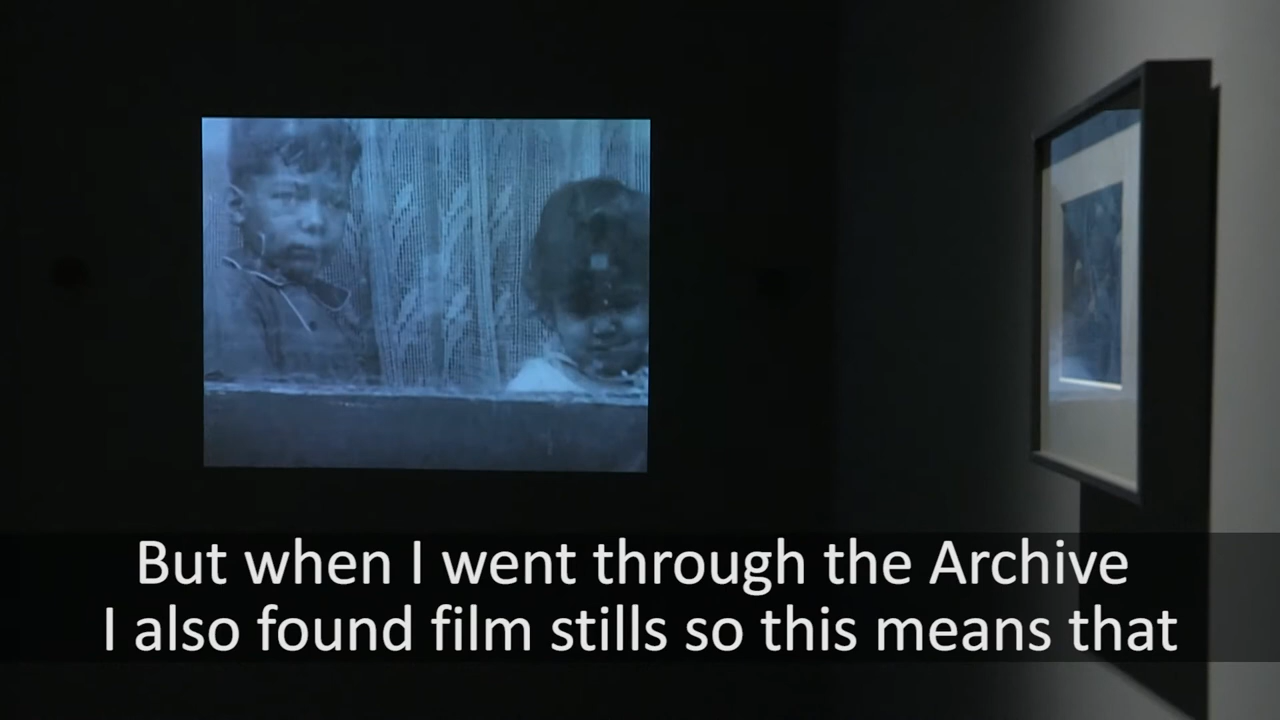 But when I went through the Archive
I also found film stills so this means that